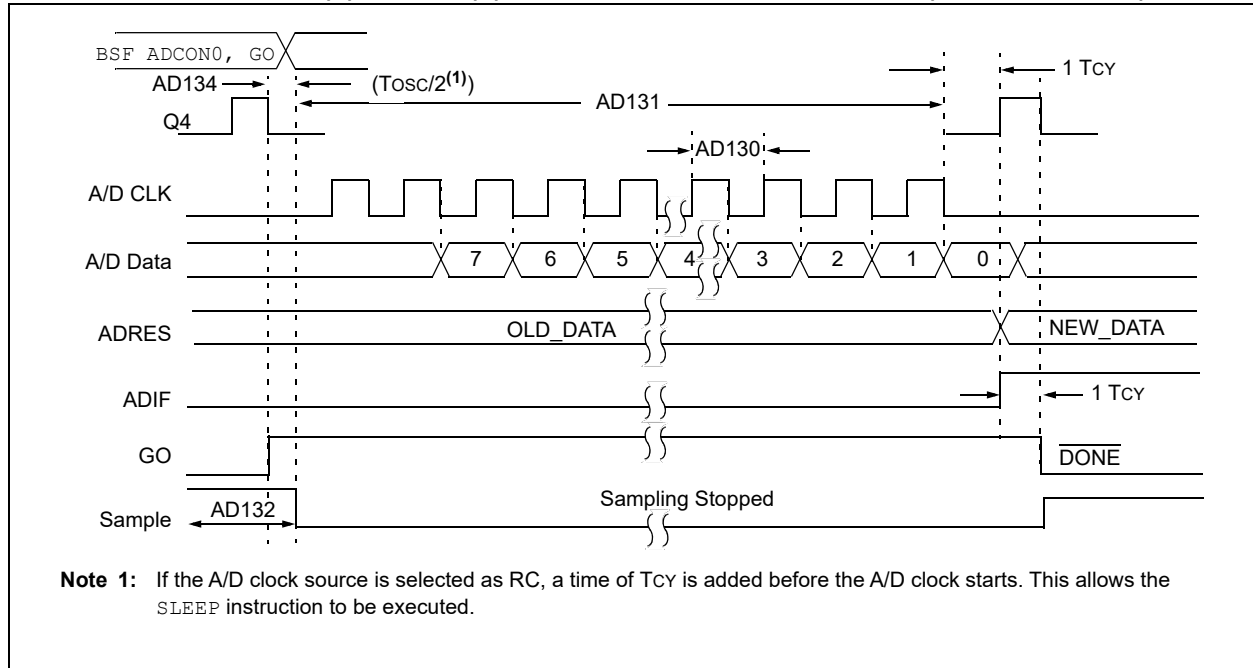 BSF ADCON0, GO
AD134
(TOSC/2(1))
AD131
1 TCY
Q4
AD130
A/D CLK
A/D Data
7 6 5 4 3 2 1 0
ADRES
OLD_DATA
NEW_DATA
ADIF
1 TCY
GO
DONE
Sample
AD132
Sampling Stopped
Note 1: If the A/D clock source is selected as RC, a time of TCY is added before the A/D clock starts. This allows the
SLEEP instruction to be executed.